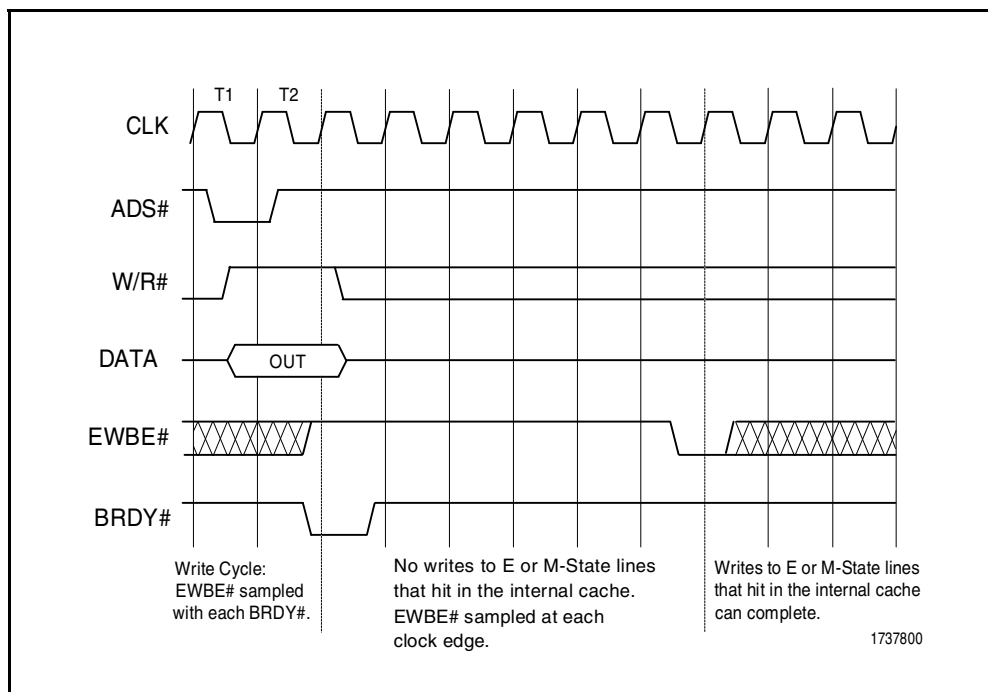 T1 T2
CLK
ADS#
W/R#
DATA OUT
EWBE#
BRDY#
Write Cycle:
EWBE# sampled
with each BRDY#.
No writes to E or M-State lines
that hit in the internal cache.
EWBE# sampled at each
clock edge.
Writes to E or M-State lines
that hit in the internal cache
can complete.
1737800